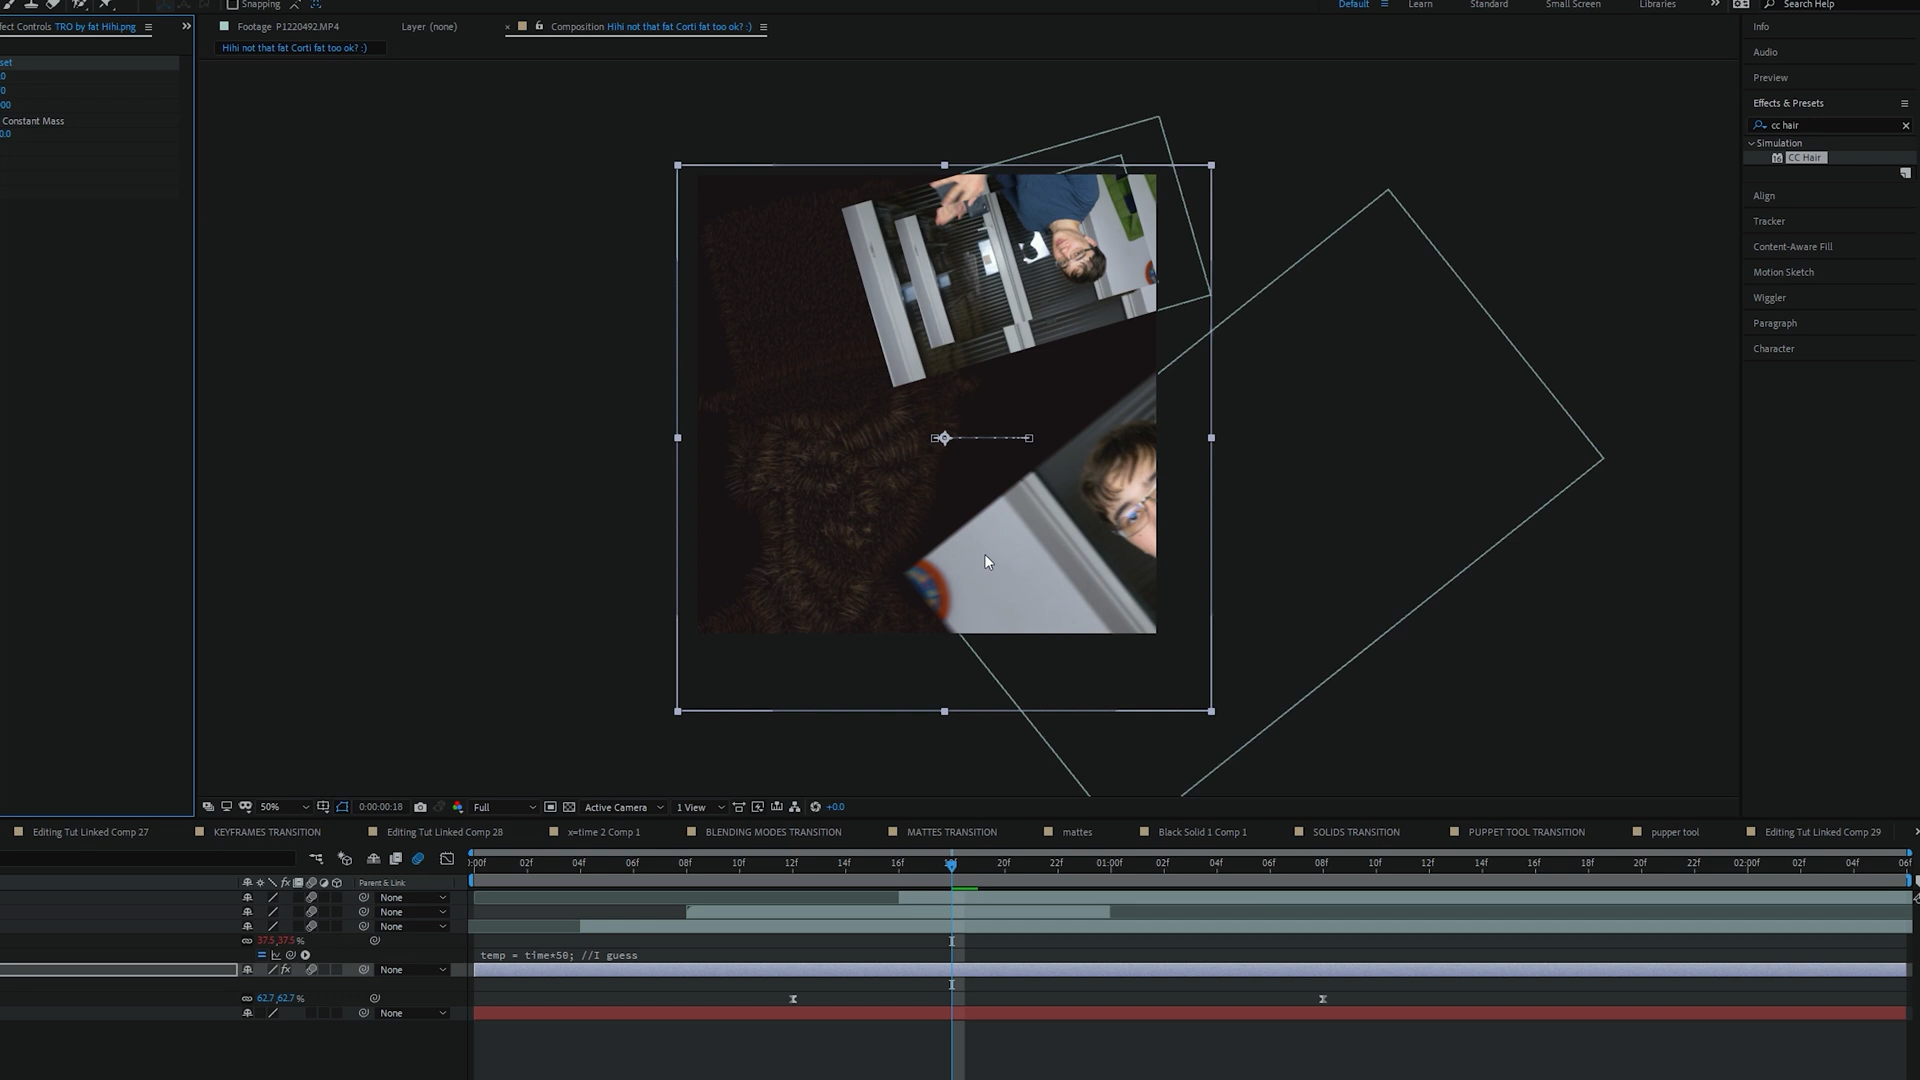 Snapping
Default
Learn
Standard
Small Screen
Libraries
Search Help
ffect Controls TRO by fat Hihi.png
Footage P1220492.MP4
Layer (none)
Composition Hihi not that fat Corti fat too ok? :)
Info
Hihi not that fat Corti fat too ok? :)
Audio
set
Preview
Effects & Presets
Constant Mass
cc hair
0.0
Simulation
CC Hair
Align
Tracker
Content-Aware Fill
Motion Sketch
Wiggler
Paragraph
Character
50%
0:00:00:18
Full
Active Camera
1 View
+0.0
Editing Tut Linked Comp 27
KEYFRAMES TRANSITION
Editing Tut Linked Comp 28
x=time 2 Comp 1
BLENDING MODES TRANSITION
MATTES TRANSITION
mattes
Black Solid 1 Comp 1
SOLIDS TRANSITION
PUPPET TOOL TRANSITION
pupper tool
Editing Tut Linked Comp 29
:00f 02f 04f 06f 08f 10f 12f 14f 16f 20f 22f 01:00f 02f 04f 06f 08f 10f 12f 14f 16f 18f 20f 22f 02:00f 02f 04f 06f
fx
Parent & Link
None
None
None
37.5,37.5%
temp = time*50; //I guess
fx
None
62.7,62.7%
None